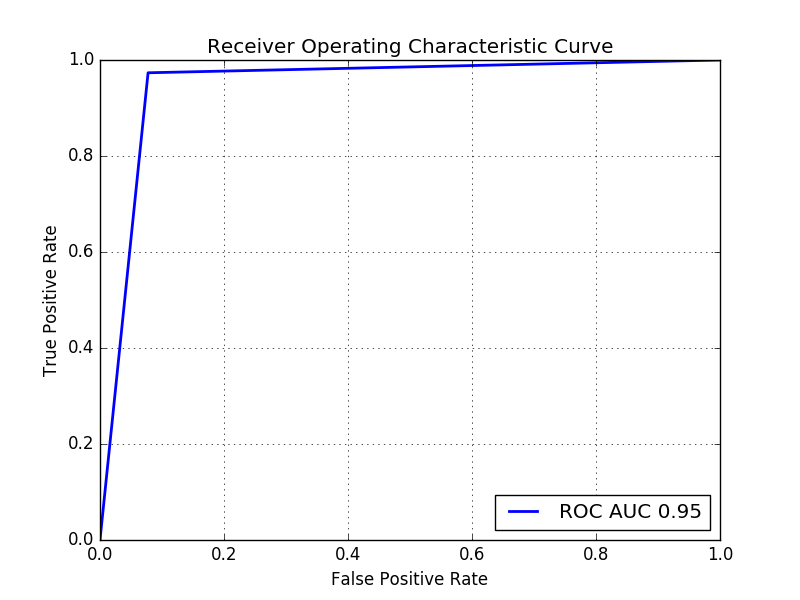 Receiver Operating Characteristic Curve
1.0
0.8
0.6
0.4
0.2
0.0
True Positive Rate
0.0 0.2 0.4 0.6 0.8 1.0
False Positive Rate
ROC AUC 0.95